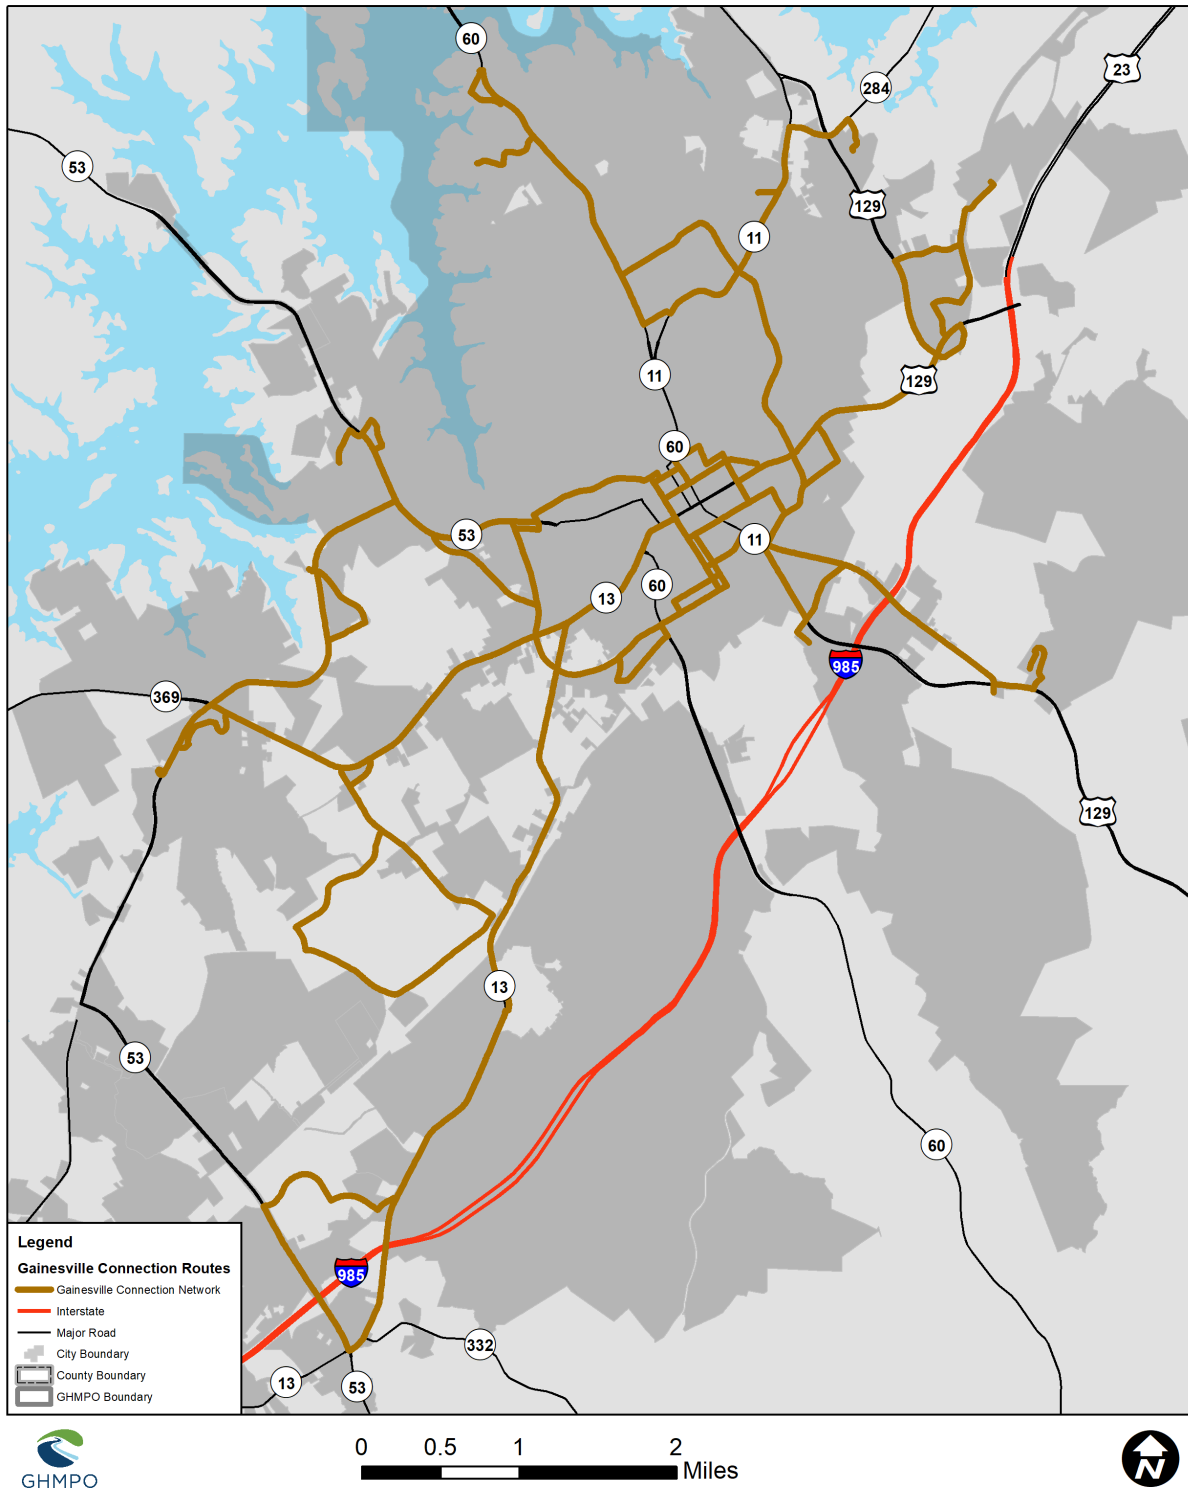 60
23
284
53
129
11
129
11
60
53
11
13
60
985
369
129
13
53
60
985
332
13
53
Legend
Gainesville Connection Routes
Gainesville Connection Network
Interstate
Major Road
City Boundary
County Boundary
GHMPO Boundary
0 0.5 1 2
Miles
GHMPO
N